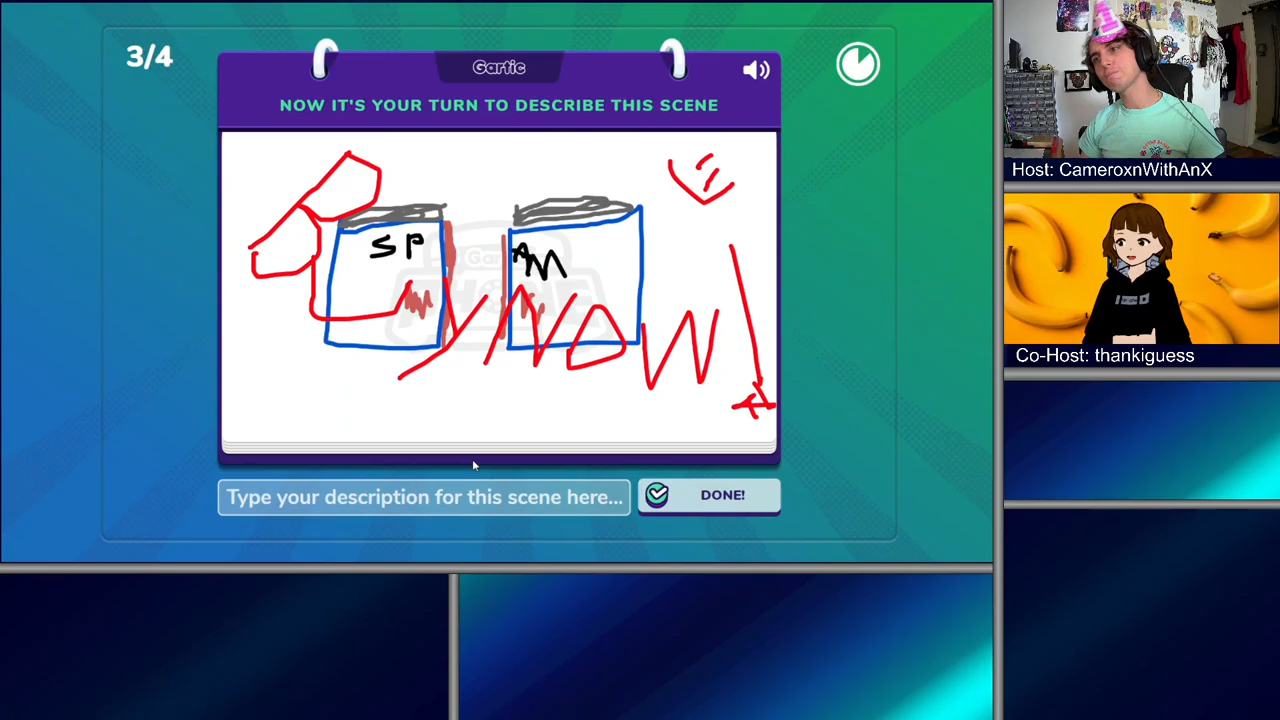 3/4
Gartic
NOW IT'S YOUR TURN TO DESCRIBE THIS SCENE
SP
AM
Type your description for this scene here...
DONE!
Host: CameroxnWithAnX
Co-Host: thankiguess